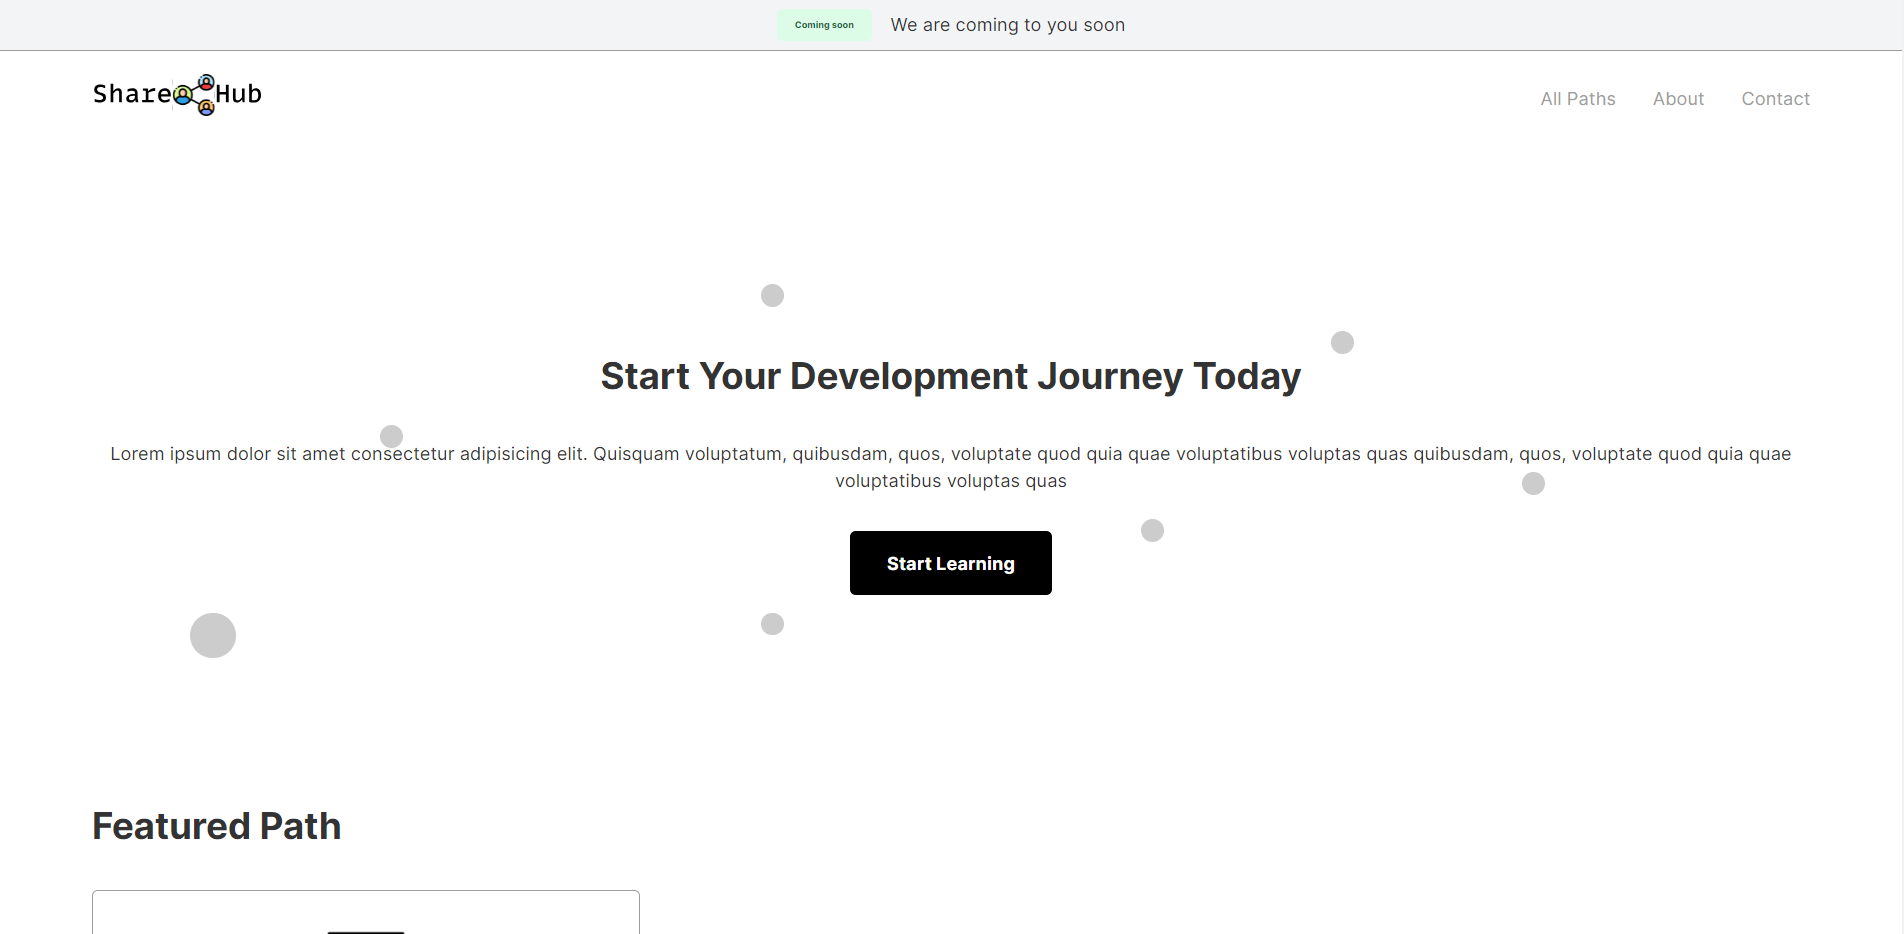 Coming soon We are coming to you soon
Share Hub
All Paths About Contact
Start Your Development Journey Today
Lorem ipsum dolor sit amet consectetur adipisicing elit. Quisquam voluptatum, quibusdam, quos, voluptate quod quia quae voluptatibus voluptas quas quibusdam, quos, voluptate quod quia quae
voluptatibus voluptas quas
Start Learning
Featured Path